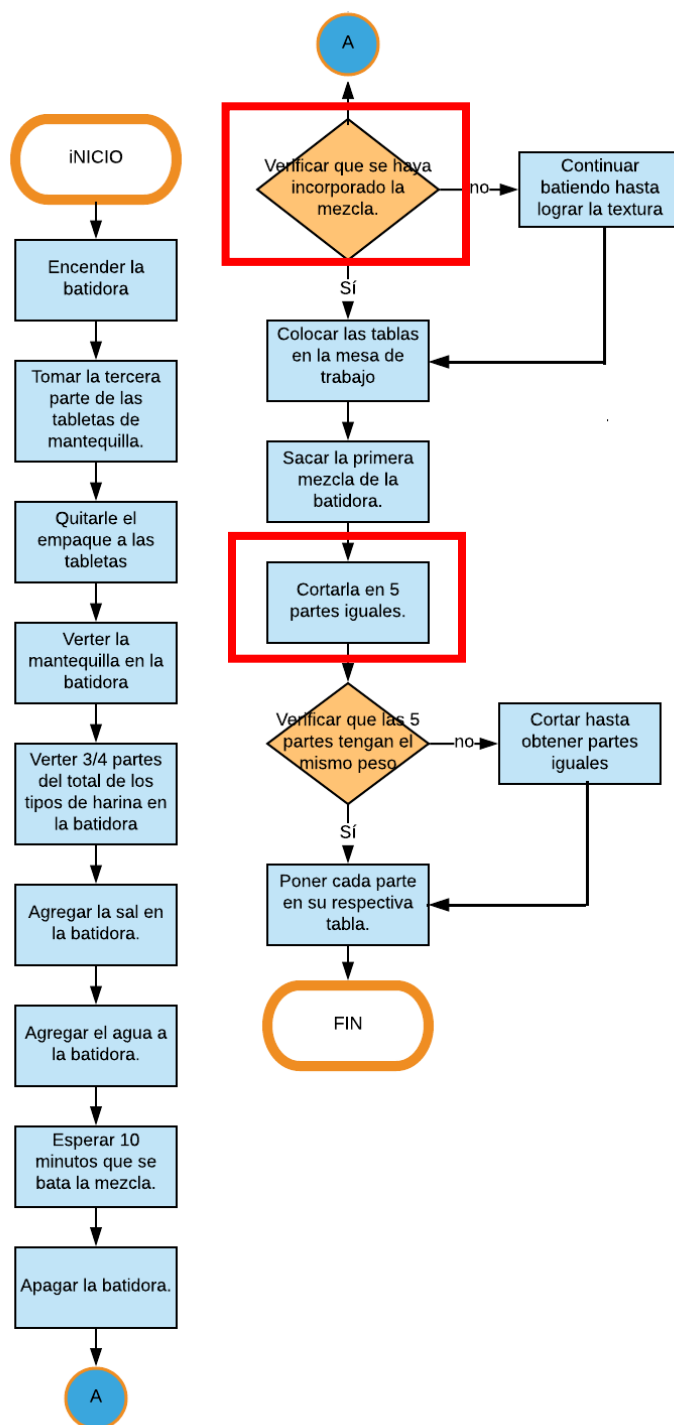 iNICIO
Encender la
batidora
Tomar la tercera
parte de las
tabletas de
mantequilla.
Quitarle el
empaque a las
tabletas
Verter la
mantequilla en la
batidora
Verter 3/4 partes
del total de los
tipos de harina en
la batidora
Agregar la sal en
la batidora.
Agregar el agua a
la batidora.
Esperar 10
minutos que se
bata la mezcla.
Apagar la batidora.
A
A
Verificar que se haya
incorporado la
mezcla.
no
Continuar
batiendo hasta
lograr la textura
Sí
Colocar las tablas
en la mesa de
trabajo
Sacar la primera
mezcla de la
batidora.
Cortarla en 5
partes iguales.
Verificar que las 5
partes tengan el
mismo peso
no
Cortar hasta
obtener partes
iguales
Sí
Poner cada parte
en su respectiva
tabla.
FIN